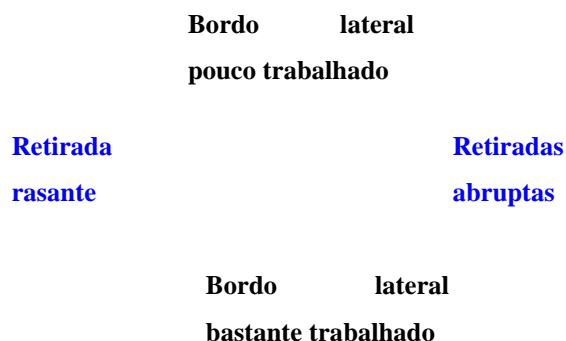 Bordo lateral
pouco trabalhado
Retirada
rasante
Retiradas
abruptas
Bordo lateral
bastante trabalhado